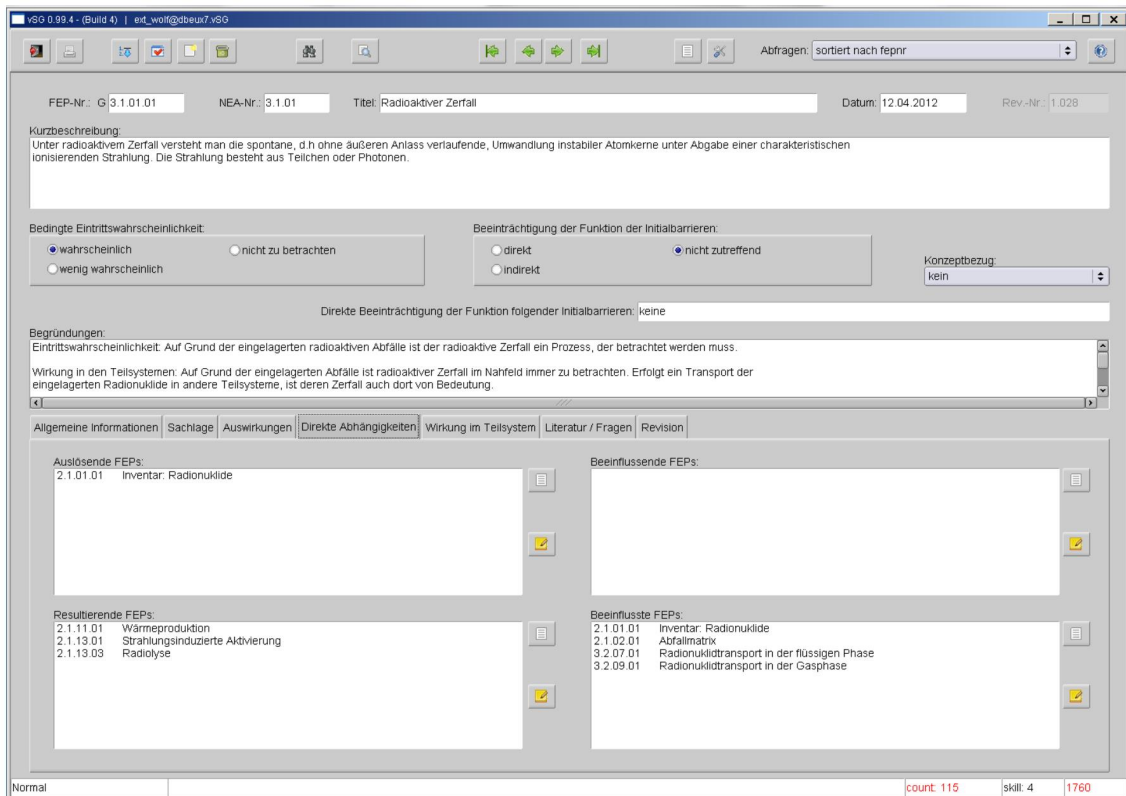 vSG 0.99.4 - (Build 4) | ext_wolf@dbeux7.vSG
Abfragen: sortiert nach fepnr
FEP-Nr.: G 3.1.01.01 NEA-Nr.: 3.1.01 Titel: Radioaktiver Zerfall Datum: 12.04.2012 Rev.-Nr.: 1.028
Kurzbeschreibung:
Unter radioaktivem Zerfall versteht man die spontane, d.h ohne äußeren Anlass verlaufende, Umwandlung instabiler Atomkerne unter Abgabe einer charakteristischen
ionisierenden Strahlung. Die Strahlung besteht aus Teilchen oder Photonen.
Bedingte Eintrittswahrscheinlichkeit: Beeinträchtigung der Funktion der Initialbarrieren:
wahrscheinlich nicht zu betrachten direkt nicht zutreffend
wenig wahrscheinlich indirekt
Konzeptbezug:
kein
Direkte Beeinträchtigung der Funktion folgender Initialbarrieren: keine
Begründungen:
Eintrittswahrscheinlichkeit: Auf Grund der eingelagerten radioaktiven Abfälle ist der radioaktive Zerfall ein Prozess, der betrachtet werden muss.
Wirkung in den Teilsystemen: Auf Grund der eingelagerten Abfälle ist radioaktiver Zerfall im Nahfeld immer zu betrachten. Erfolgt ein Transport der
eingelagerten Radionuklide in andere Teilsysteme, ist deren Zerfall auch dort von Bedeutung.
Allgemeine Informationen Sachlage Auswirkungen Direkte Abhängigkeiten Wirkung im Teilsystem Literatur / Fragen Revision
Auslösende FEPs:
2.1.01.01 Inventar: Radionuklide
Beeinflussende FEPs:
Resultierende FEPs:
2.1.11.01 Wärmeproduktion
2.1.13.01 Strahlungsinduzierte Aktivierung
2.1.13.03 Radiolyse
Beeinflusste FEPs:
2.1.01.01 Inventar: Radionuklide
2.1.02.01 Abfallmatrix
3.2.07.01 Radionuklidtransport in der flüssigen Phase
3.2.09.01 Radionuklidtransport in der Gasphase
Normal count: 115 skill: 4 1760